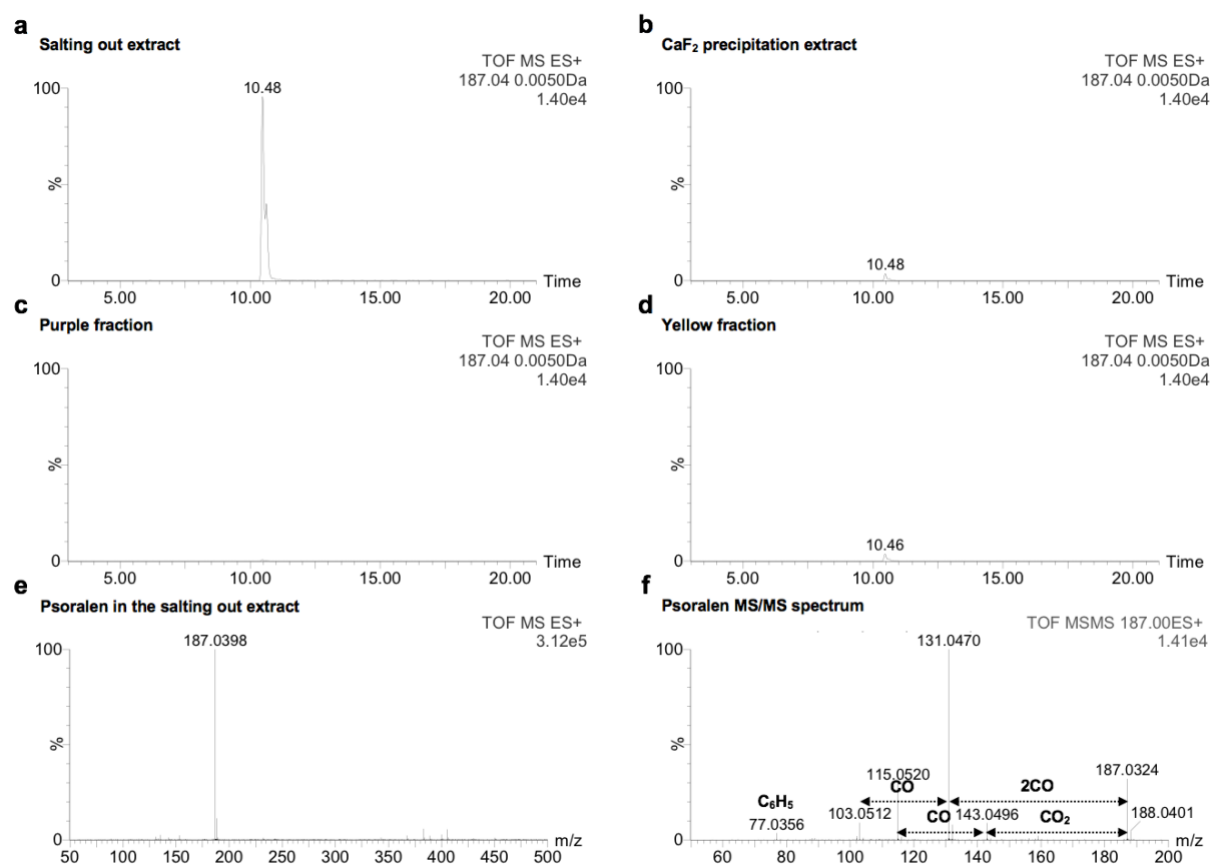 a
Salting out extract
TOF MS ES+
187.04 0.0050Da
1.40e4
100
10.48
%
0
Time
5.00 10.00 15.00 20.00
b
CaF₂ precipitation extract
TOF MS ES+
187.04 0.0050Da
1.40e4
100
%
10.48
0
Time
5.00 10.00 15.00 20.00
c
Purple fraction
TOF MS ES+
187.04 0.0050Da
1.40e4
100
%
0
Time
5.00 10.00 15.00 20.00
d
Yellow fraction
TOF MS ES+
187.04 0.0050Da
1.40e4
100
%
10.46
0
Time
5.00 10.00 15.00 20.00
e
Psoralen in the salting out extract
TOF MS ES+
3.12e5
187.0398
100
%
0
m/z
50 100 150 200 250 300 350 400 450 500
f
Psoralen MS/MS spectrum
TOF MSMS 187.00ES+
1.41e4
131.0470
100
%
115.0520
187.0324
CO
2CO
C₆H₅
103.0512
143.0496
188.0401
77.0356
CO
CO₂
0
m/z
60 80 100 120 140 160 180 200